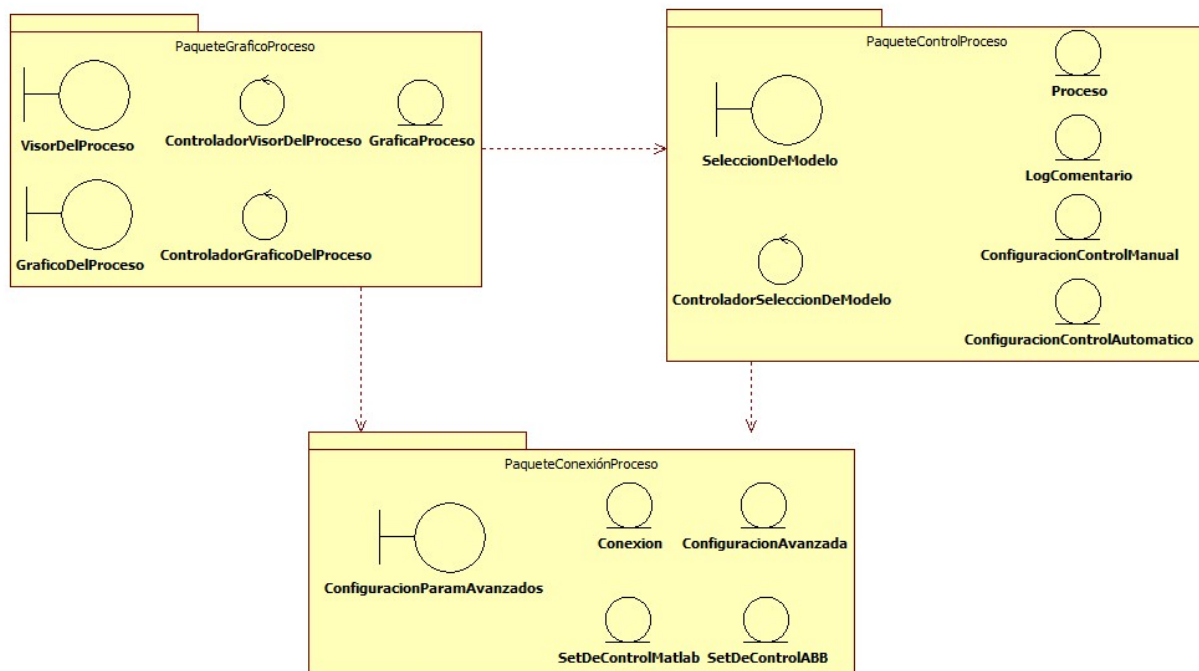 PaqueteGraficoProceso
VisorDelProceso
ControladorVisorDelProceso
GraficaProceso
GraficoDelProceso
ControladorGraficoDelProceso
PaqueteControlProceso
SeleccionDeModelo
Proceso
LogComentario
ConfiguracionControlManual
ControladorSeleccionDeModelo
ConfiguracionControlAutomatico
PaqueteConexiónProceso
ConfiguracionParamAvanzados
Conexion
ConfiguracionAvanzada
SetDeControlMatlab
SetDeControlABB